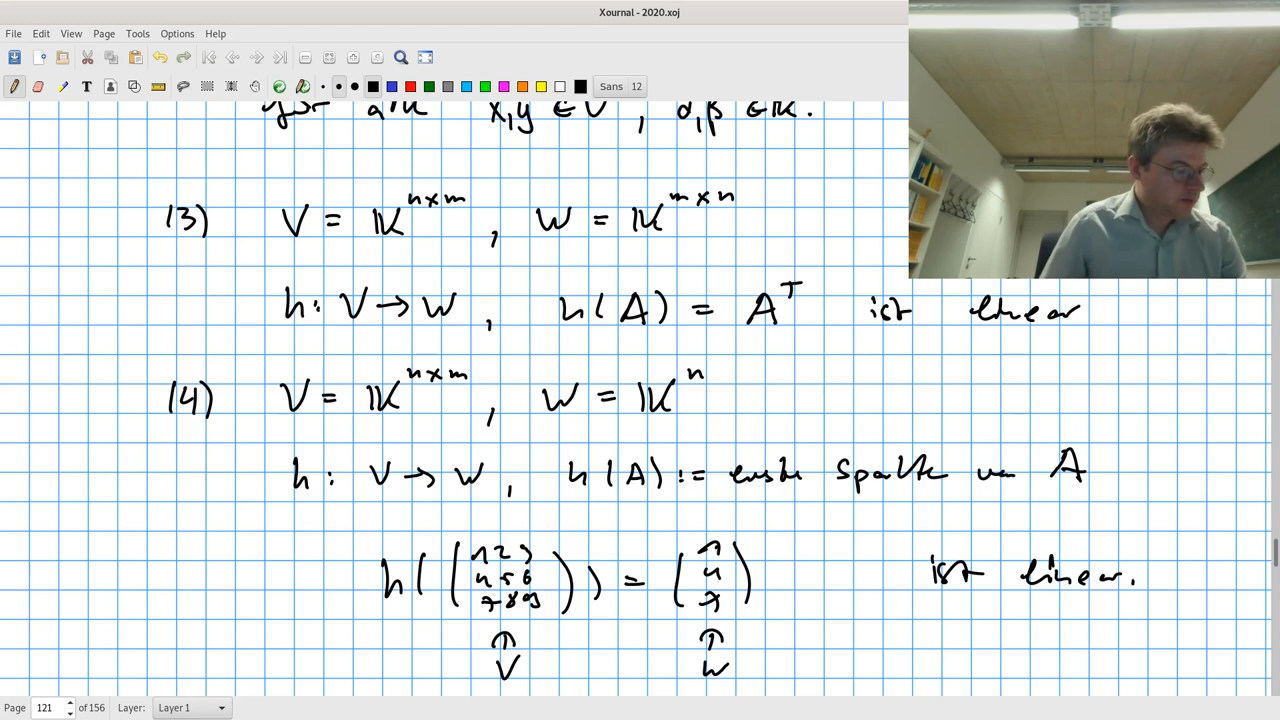 Xournal - 2020.xoj
File Edit View Page Tools Options Help
Sans 12
für alle x,y ∈ V , α,β ∈ 𝕂.
(3) V = 𝕂^{n×m} , W = 𝕂^{m×n}
h: V → W , h(A) = A^T ist linear
(4) V = 𝕂^{n×m} , W = 𝕂^n
h: V → W , h(A) := erste Spalte von A
h( ( 1 2 3
4 5 6
7 8 9 ) ) = ( 1
4
7 ) ist linear.
↑ ↑
V W
Page 121 of 156 Layer: Layer 1